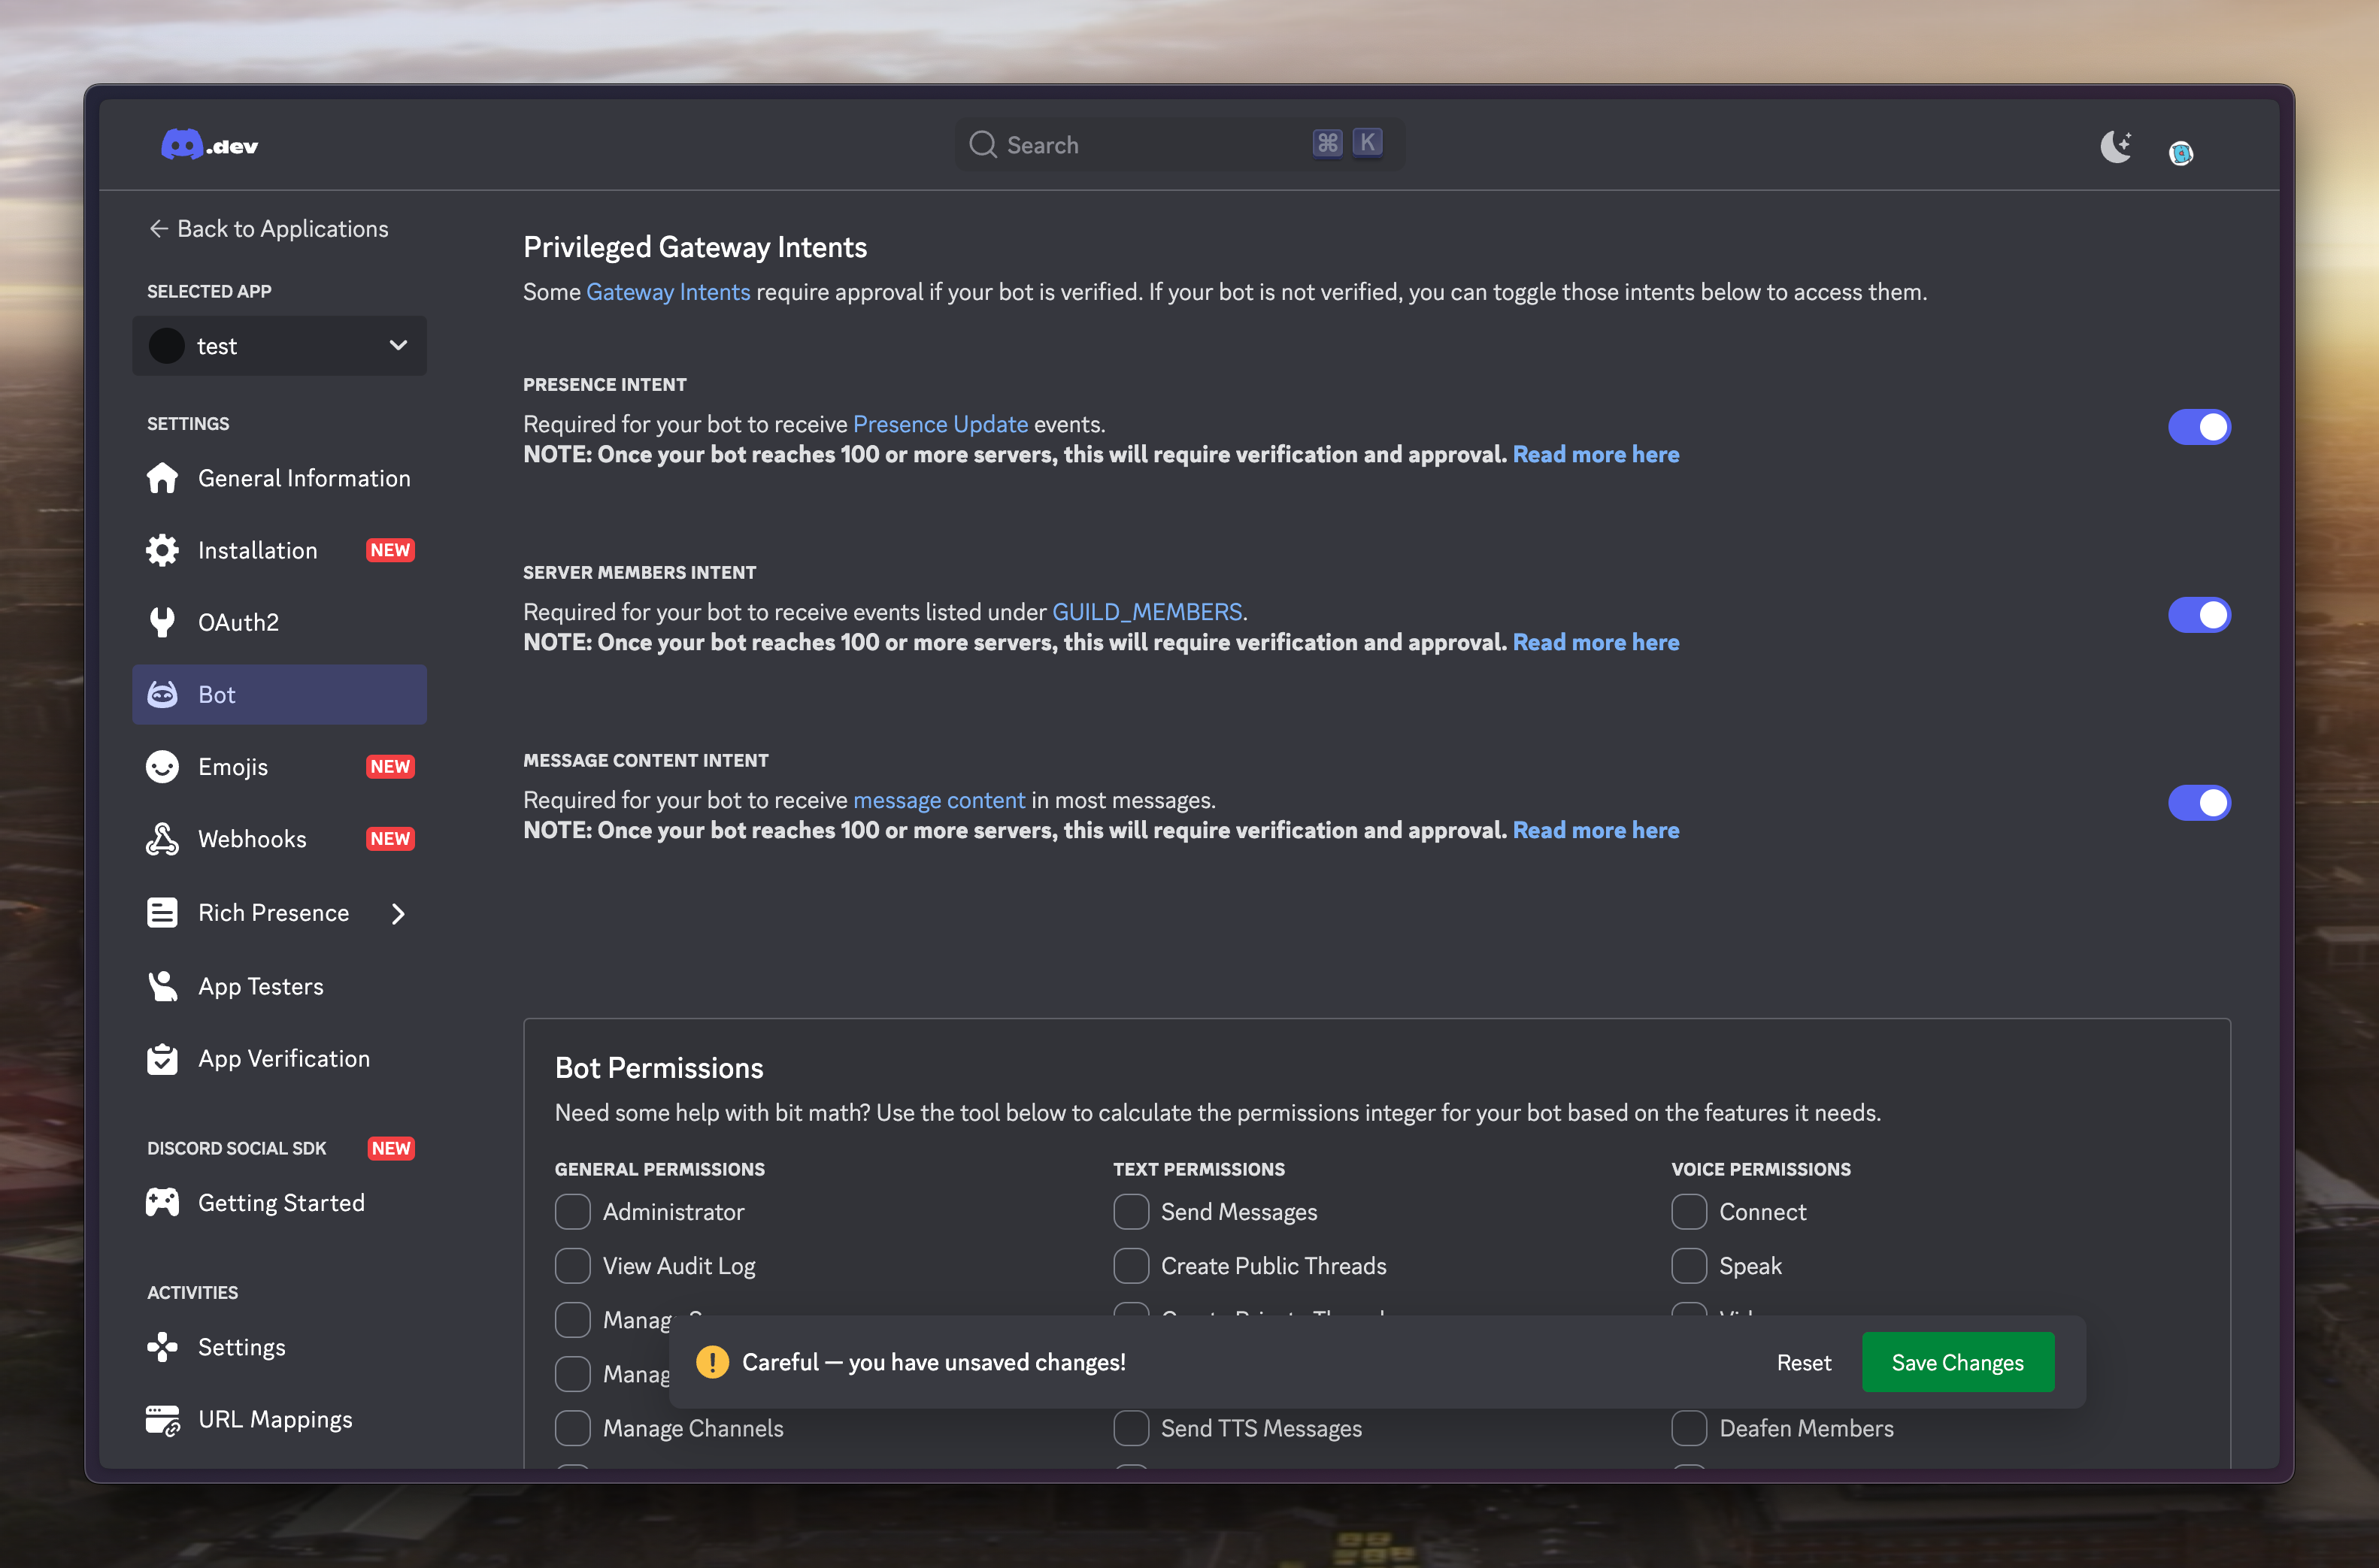 .dev
Search
⌘ K
Back to Applications
SELECTED APP
test
SETTINGS
General Information
Installation NEW
OAuth2
Bot
Emojis NEW
Webhooks NEW
Rich Presence
App Testers
App Verification
DISCORD SOCIAL SDK NEW
Getting Started
ACTIVITIES
Settings
URL Mappings
Privileged Gateway Intents
Some Gateway Intents require approval if your bot is verified. If your bot is not verified, you can toggle those intents below to access them.
PRESENCE INTENT
Required for your bot to receive Presence Update events.
NOTE: Once your bot reaches 100 or more servers, this will require verification and approval. Read more here
SERVER MEMBERS INTENT
Required for your bot to receive events listed under GUILD_MEMBERS.
NOTE: Once your bot reaches 100 or more servers, this will require verification and approval. Read more here
MESSAGE CONTENT INTENT
Required for your bot to receive message content in most messages.
NOTE: Once your bot reaches 100 or more servers, this will require verification and approval. Read more here
Bot Permissions
Need some help with bit math? Use the tool below to calculate the permissions integer for your bot based on the features it needs.
GENERAL PERMISSIONS
Administrator
View Audit Log
Manag
Manag
Manage Channels
TEXT PERMISSIONS
Send Messages
Create Public Threads
Send TTS Messages
VOICE PERMISSIONS
Connect
Speak
Deafen Members
Careful — you have unsaved changes!
Reset
Save Changes